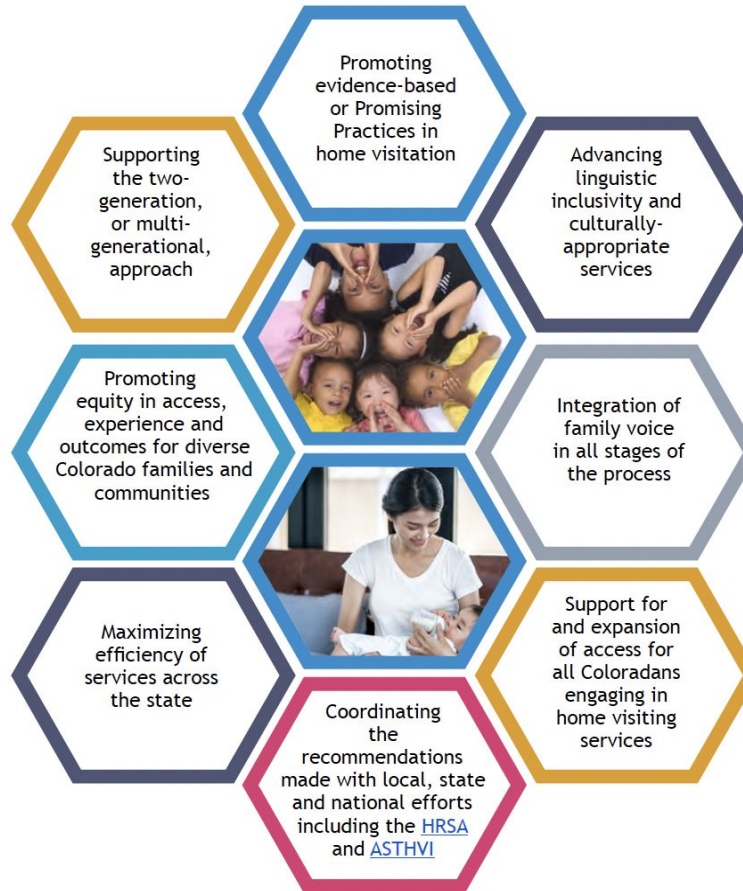 Promoting
evidence-based
or Promising
Practices in
home visitation
Supporting
the two-
generation,
or multi-
generational,
approach
Advancing
linguistic
inclusivity and
culturally-
appropriate
services
Promoting
equity in access,
experience and
outcomes for diverse
Colorado families and
communities
Integration of
family voice
in all stages of
the process
Maximizing
efficiency of
services across
the state
Support for
and expansion
of access for
all Coloradans
engaging in
home visiting
services
Coordinating
the
recommendations
made with local, state
and national efforts
including the HRSA
and ASTHVI